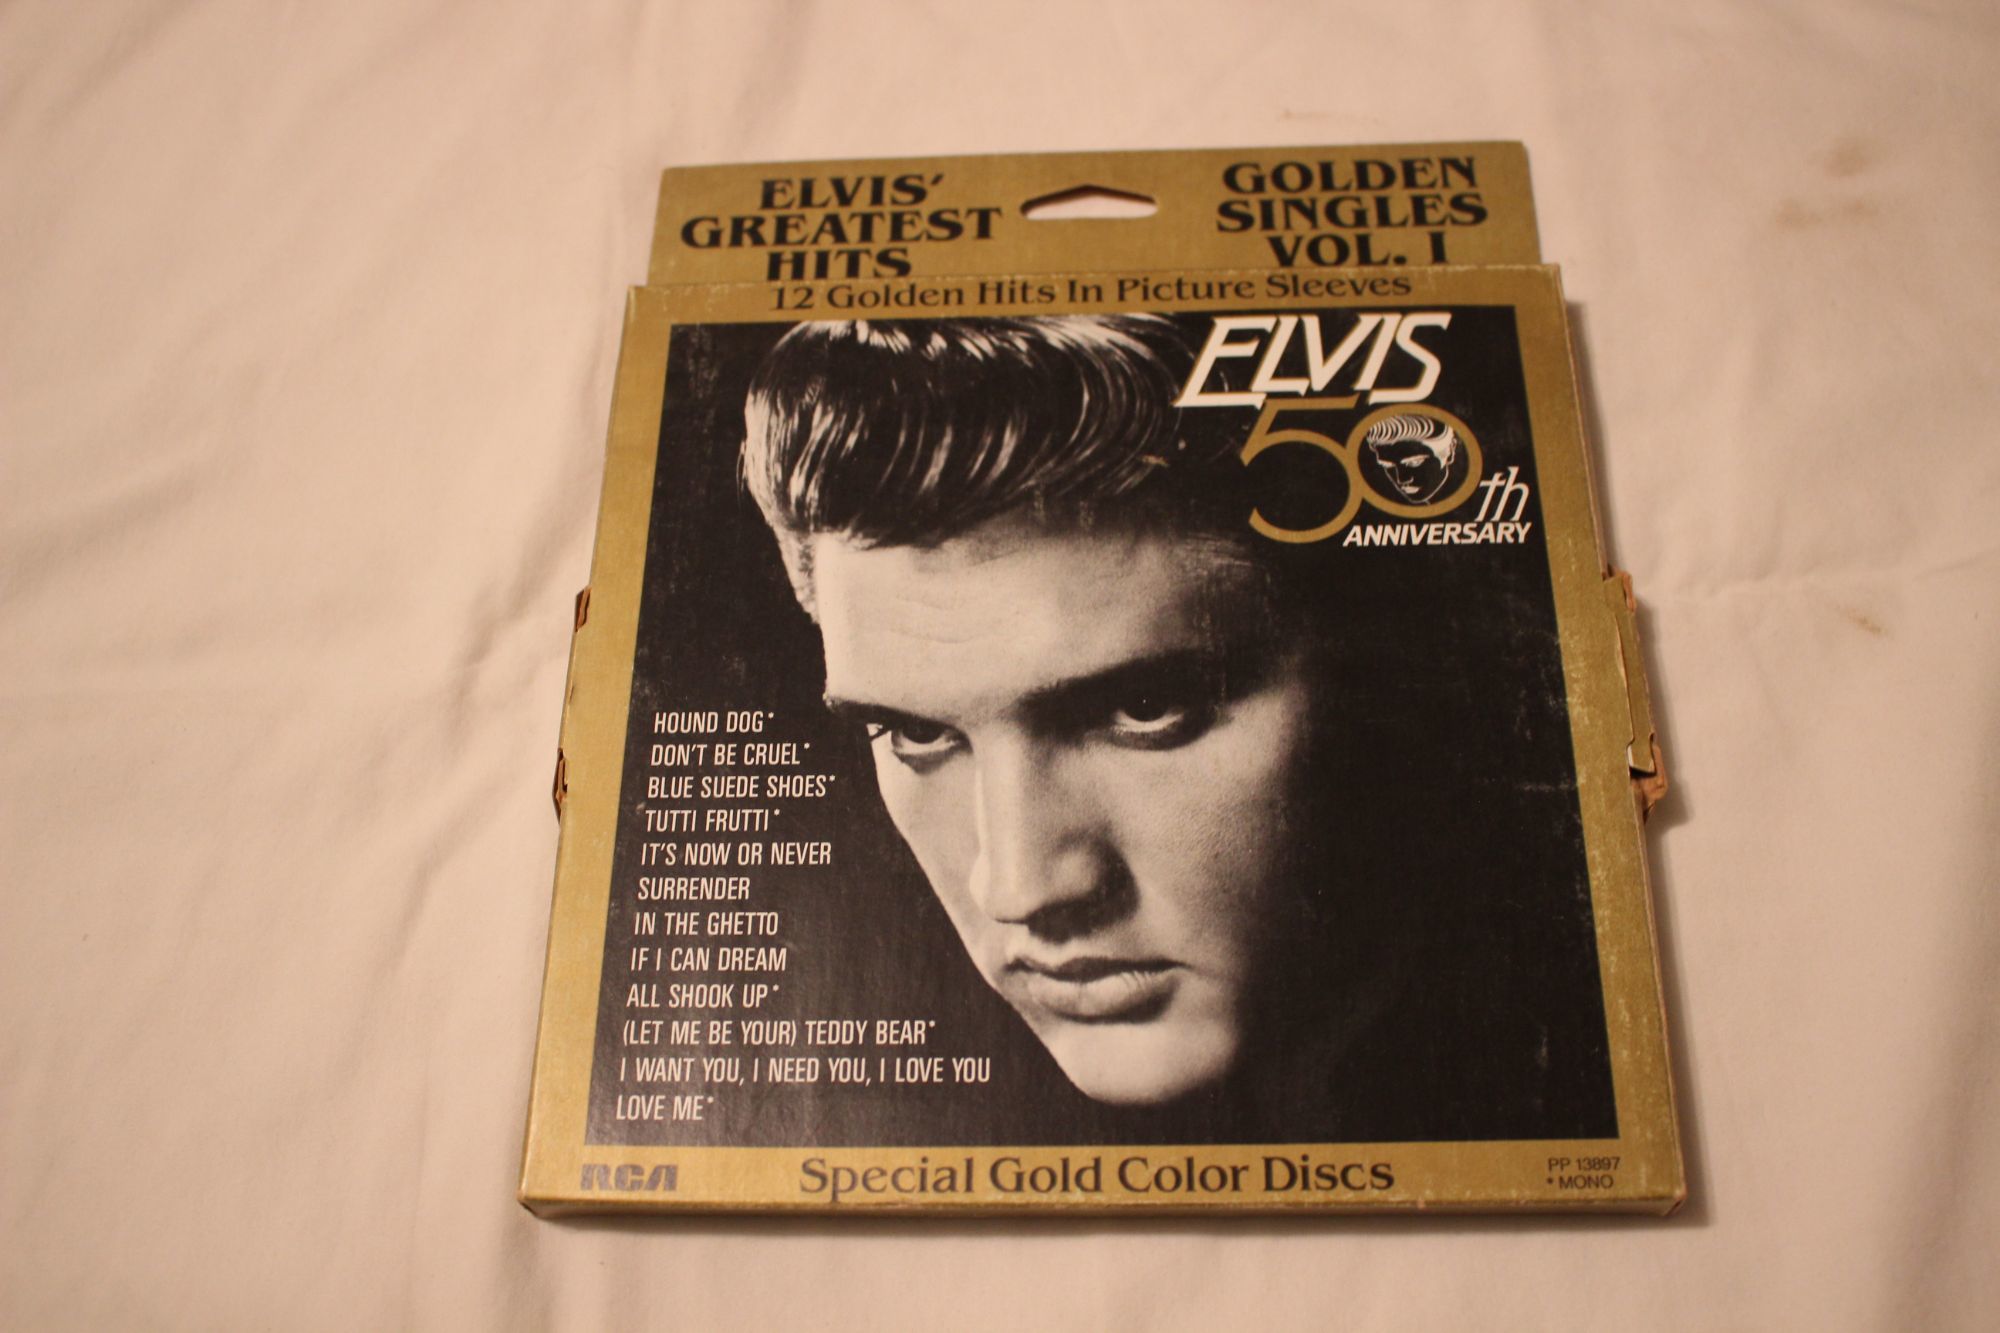 ELVIS'
GREATEST
HITS
GOLDEN
SINGLES
VOL. I
12 Golden Hits In Picture Sleeves
ELVIS
50th
ANNIVERSARY
HOUND DOG*
DON'T BE CRUEL*
BLUE SUEDE SHOES*
TUTTI FRUTTI*
IT'S NOW OR NEVER
SURRENDER
IN THE GHETTO
IF I CAN DREAM
ALL SHOOK UP*
(LET ME BE YOUR) TEDDY BEAR*
I WANT YOU, I NEED YOU, I LOVE YOU
LOVE ME*
RCA
Special Gold Color Discs
PP 13897
* MONO